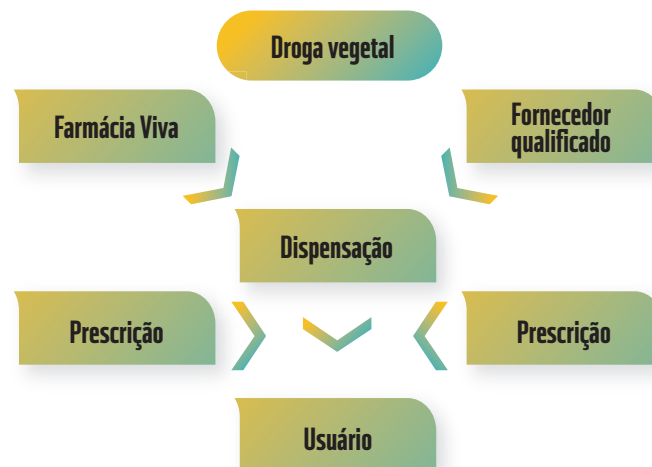 Droga vegetal
Farmácia Viva
Fornecedor
qualificado
Dispensação
Prescrição
Prescrição
Usuário